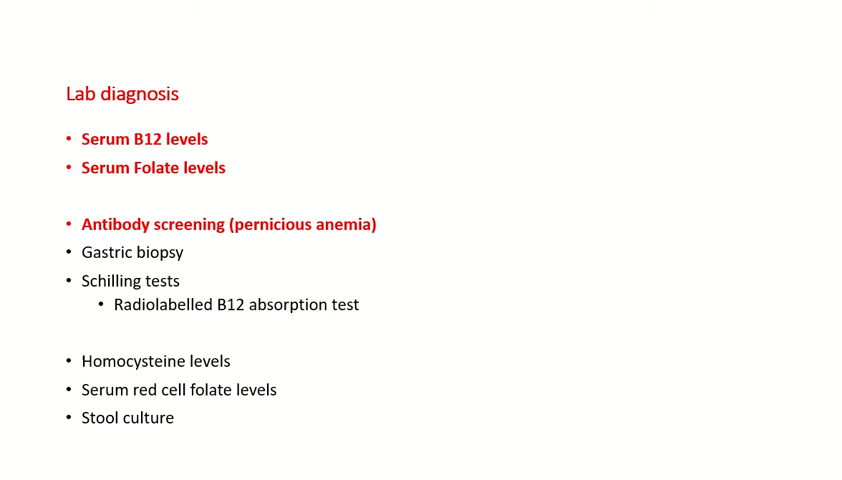 Lab diagnosis
• Serum B12 levels
• Serum Folate levels
• Antibody screening (pernicious anemia)
• Gastric biopsy
• Schilling tests
• Radiolabelled B12 absorption test
• Homocysteine levels
• Serum red cell folate levels
• Stool culture